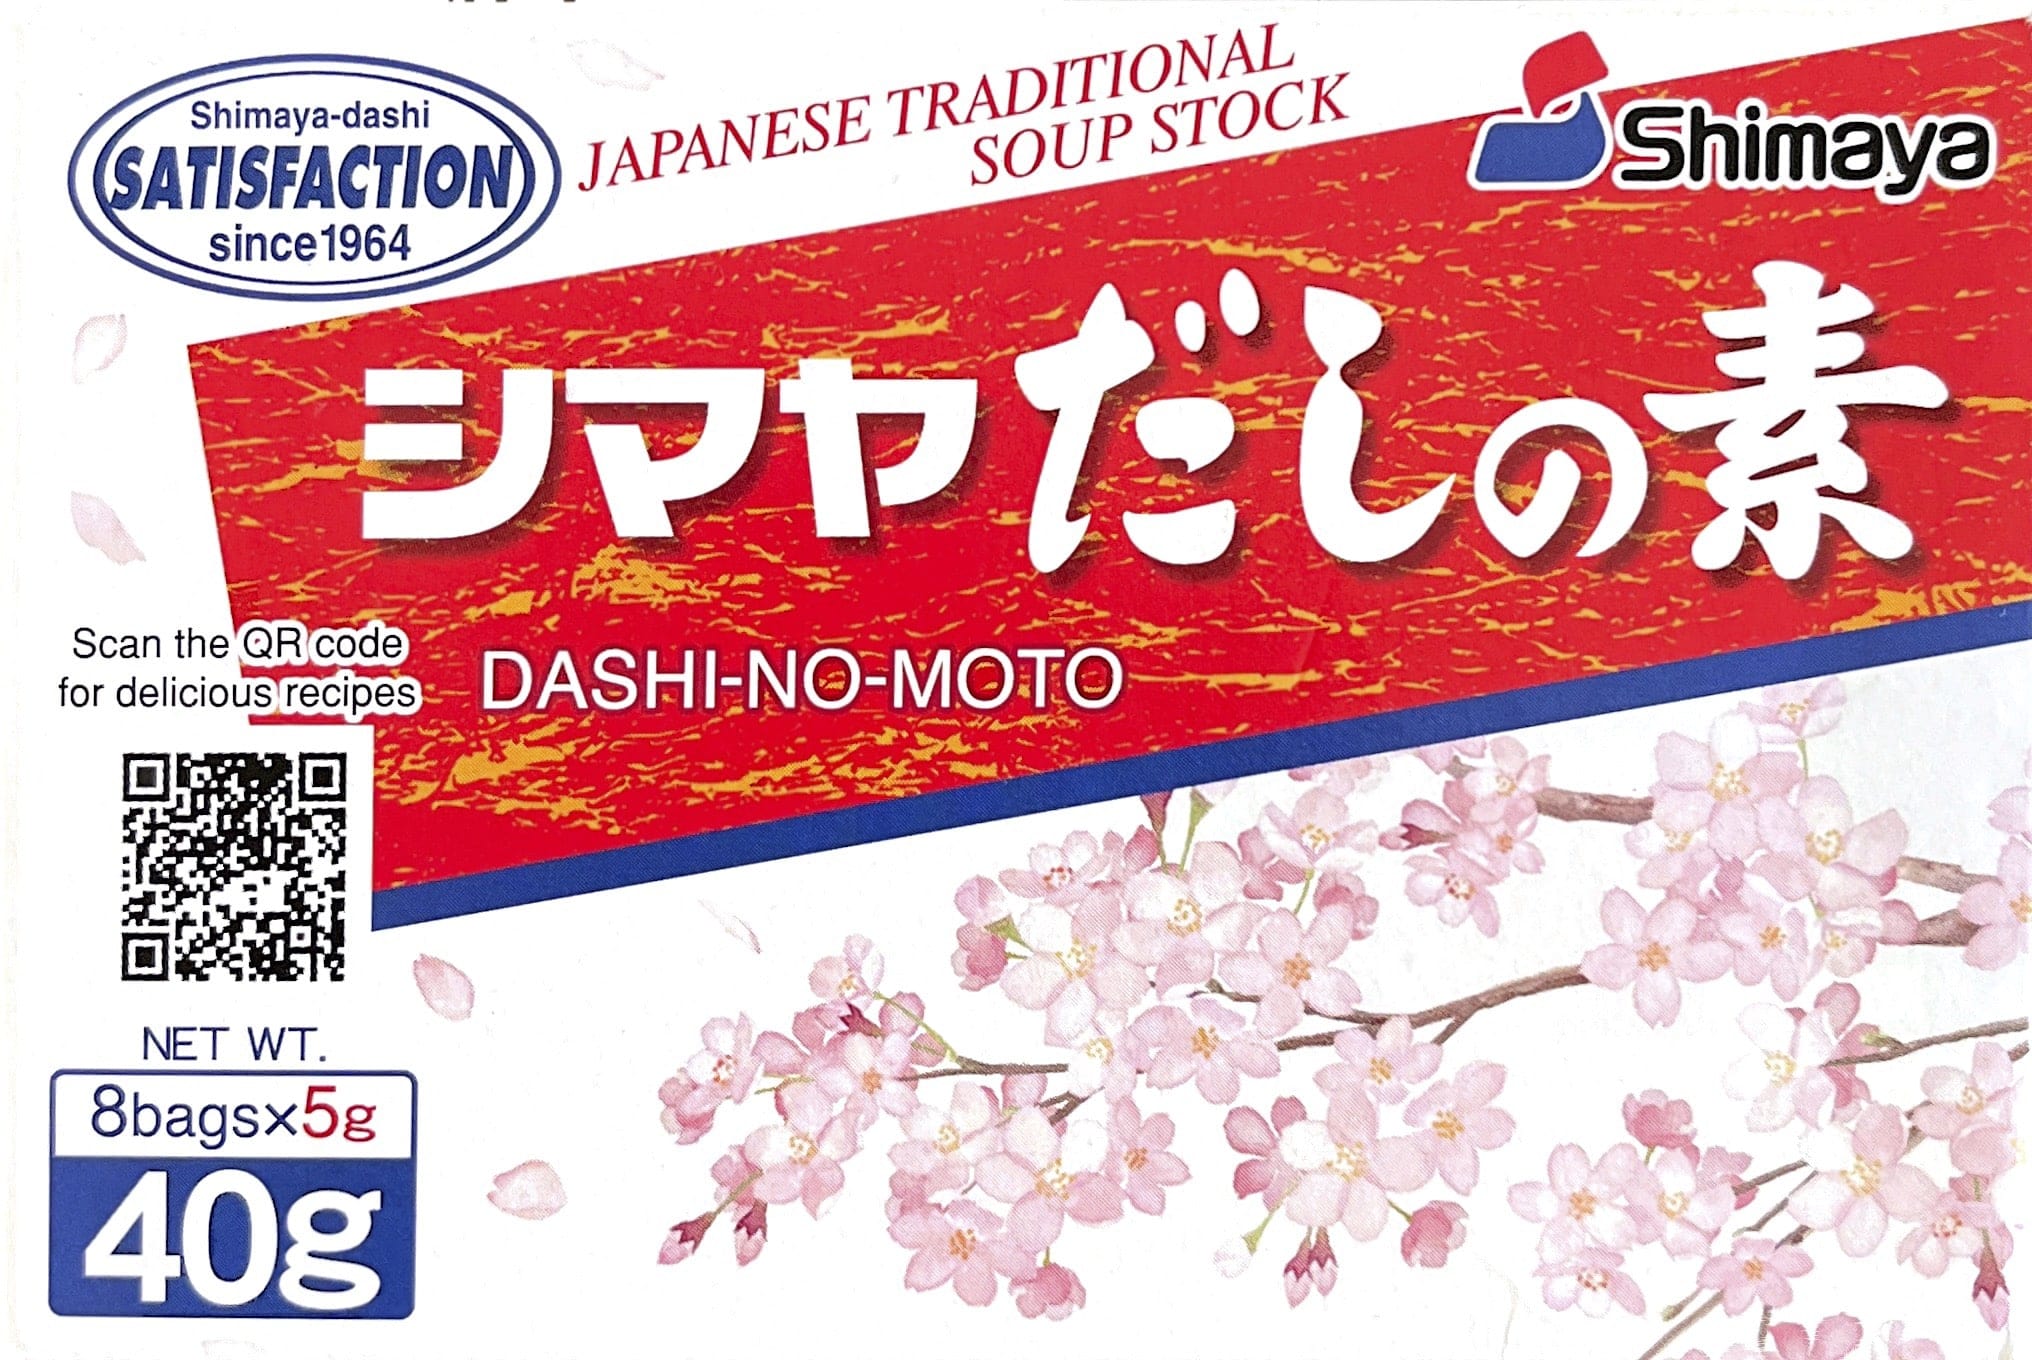 Shimaya-dashi
SATISFACTION
since1964
JAPANESE TRADITIONAL
SOUP STOCK
Shimaya
シマヤだしの素
DASHI-NO-MOTO
Scan the QR code
for delicious recipes
NET WT.
8bags×5g
40g